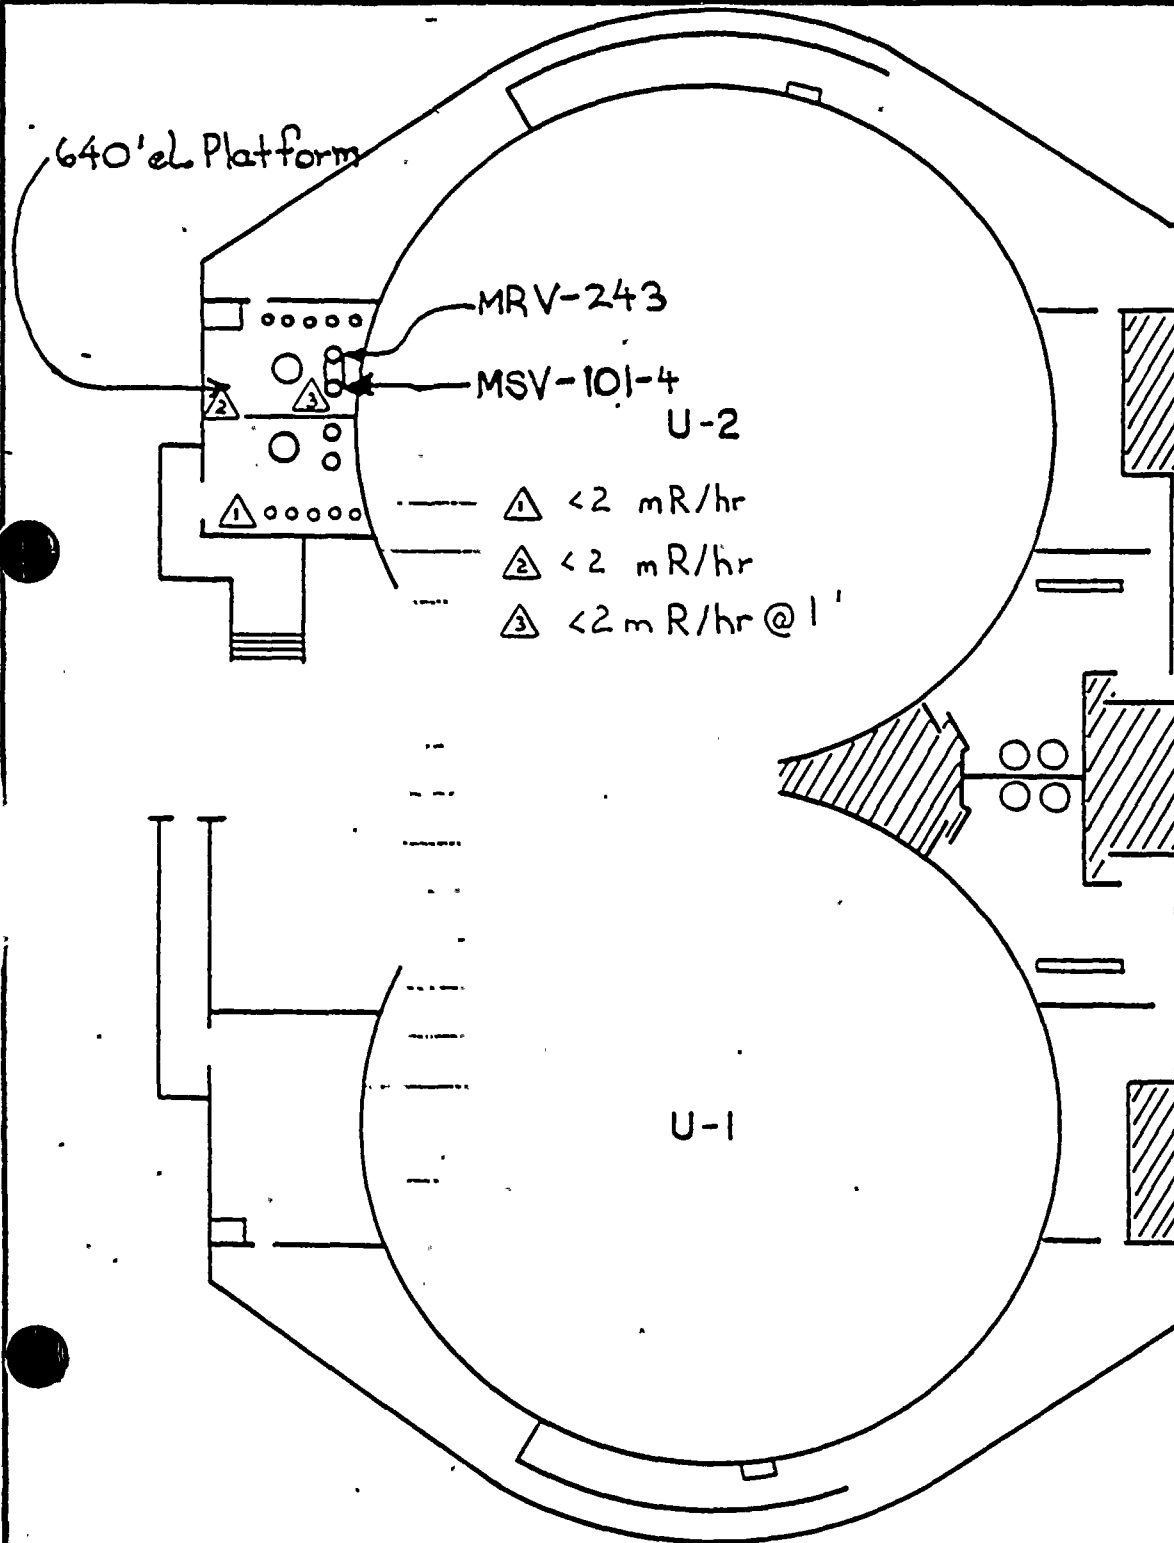 640'el Platform
MRV-243
MSV-101-4
U-2
2
3
1
1 <2 mR/hr
2 <2 mR/hr
3 <2 mR/hr @ 1'
U-1